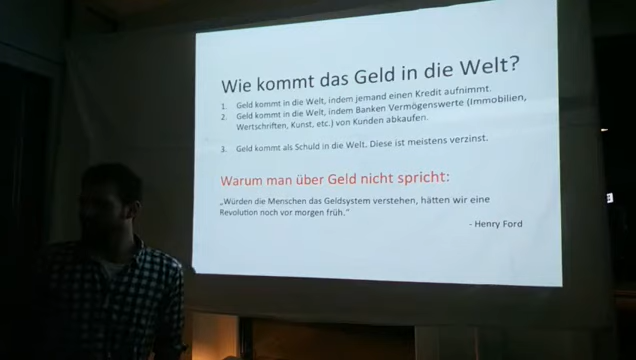 Wie kommt das Geld in die Welt?
1. Geld kommt in die Welt, indem jemand einen Kredit aufnimmt.
2. Geld kommt in die Welt, indem Banken Vermögenswerte (Immobilien,
Wertschriften, Kunst, etc.) von Kunden abkaufen.
3. Geld kommt als Schuld in die Welt. Diese ist meistens verzinst.
Warum man über Geld nicht spricht:
„Würden die Menschen das Geldsystem verstehen, hätten wir eine
Revolution noch vor morgen früh.“
- Henry Ford